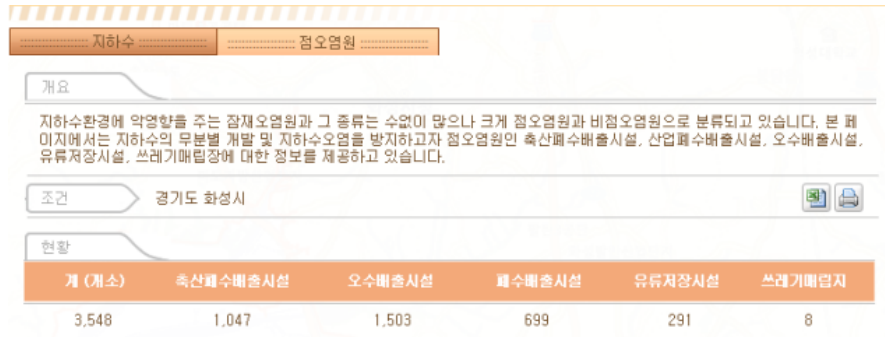 지하수 점오염원
개요
지하수환경에 악영향을 주는 잠재오염원과 그 종류는 수없이 많으나 크게 점오염원과 비점오염원으로 분류되고 있습니다. 본 페
이지에서는 지하수의 무분별 개발 및 지하수오염을 방지하고자 점오염원인 축산폐수배출시설, 산업폐수배출시설, 오수배출시설,
유류저장시설, 쓰레기매립장에 대한 정보를 제공하고 있습니다.
조건 경기도 화성시
현황
계 (개소) 축산폐수배출시설 오수배출시설 폐수배출시설 유류저장시설 쓰레기매립지
3,548 1,047 1,503 699 291 8